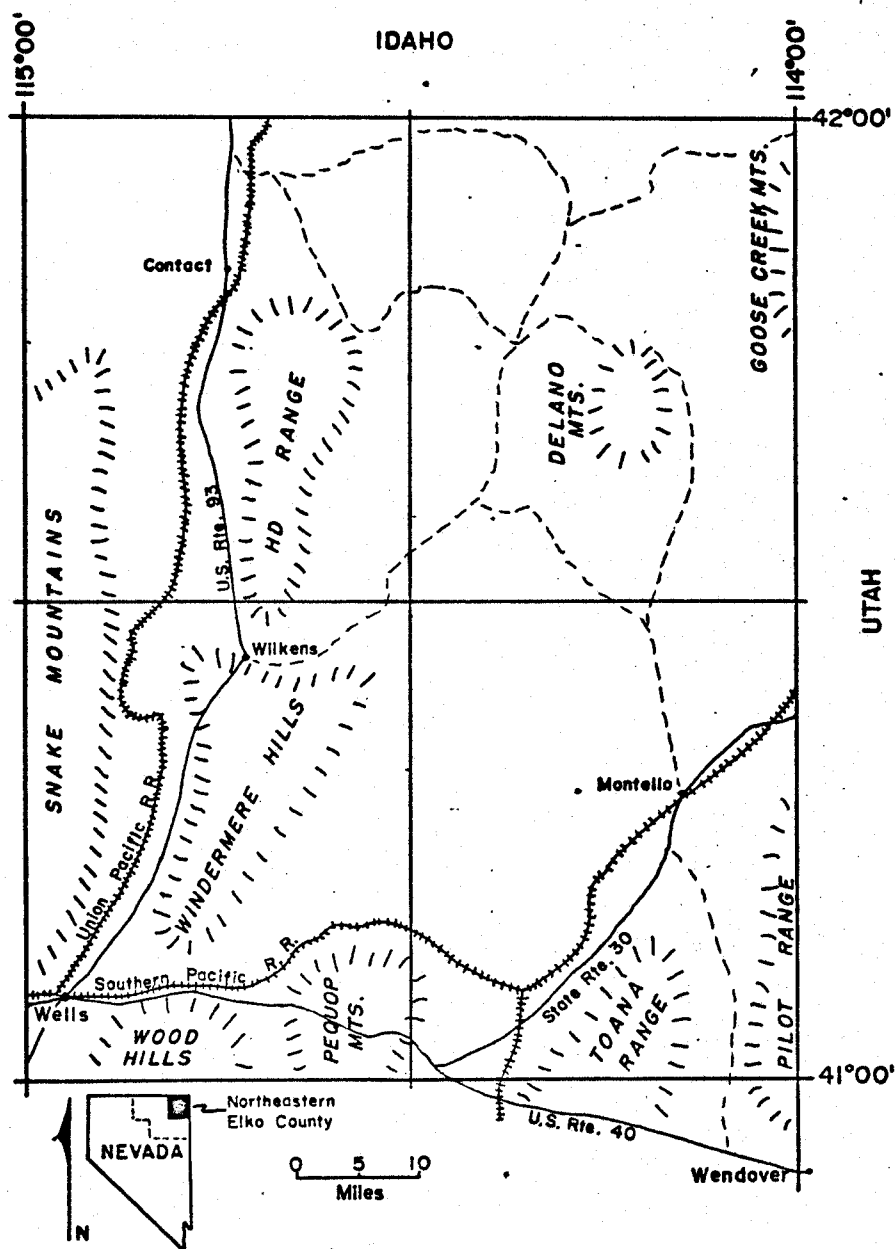 IDAHO
115°00'
114°00'
42°00'
Contact
GOOSE CREEK MTS.
HD RANGE
DELANO
MTS.
U.S. Rte. 93
SNAKE MOUNTAINS
UTAH
Wilkens
WINDERMERE HILLS
Montello
Union Pacific R.R.
PILOT RANGE
Southern Pacific R.R.
State Rte. 30
Wells
WOOD
HILLS
PEQUOP
MTS.
TOANA
RANGE
41°00'
Northeastern
Elko County
NEVADA
U.S. Rte. 40
0 5 10
Miles
Wendover
N